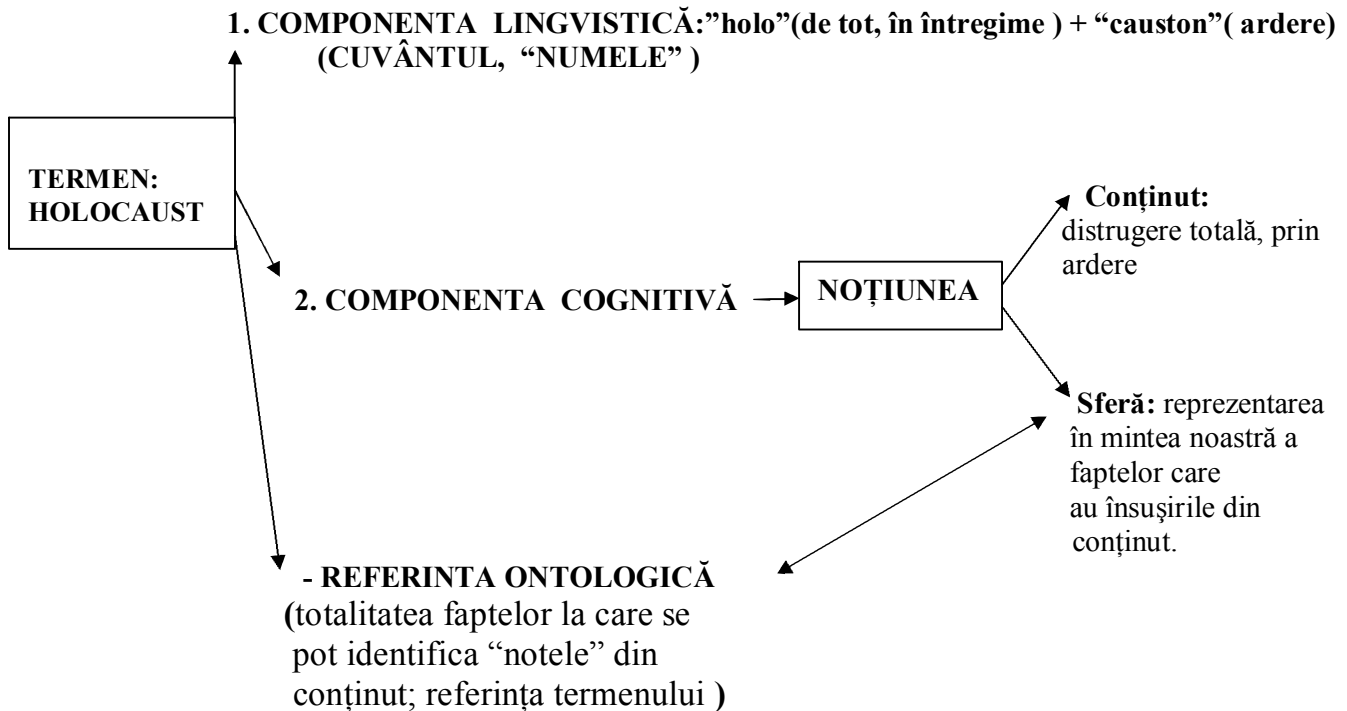 1. COMPONENTA LINGVISTICĂ:”holo”(de tot, în întregime ) + “causton”( ardere)
(CUVÂNTUL, “NUMELE” )
TERMEN:
HOLOCAUST
2. COMPONENTA COGNITIVĂ
NOȚIUNEA
Conținut:
distrugere totală, prin
ardere
Sferă: reprezentarea
în mintea noastră a
faptelor care
au însușirile din
conținut.
- REFERINTA ONTOLOGICĂ
(totalitatea faptelor la care se
pot identifica “notele” din
conținut; referința termenului )